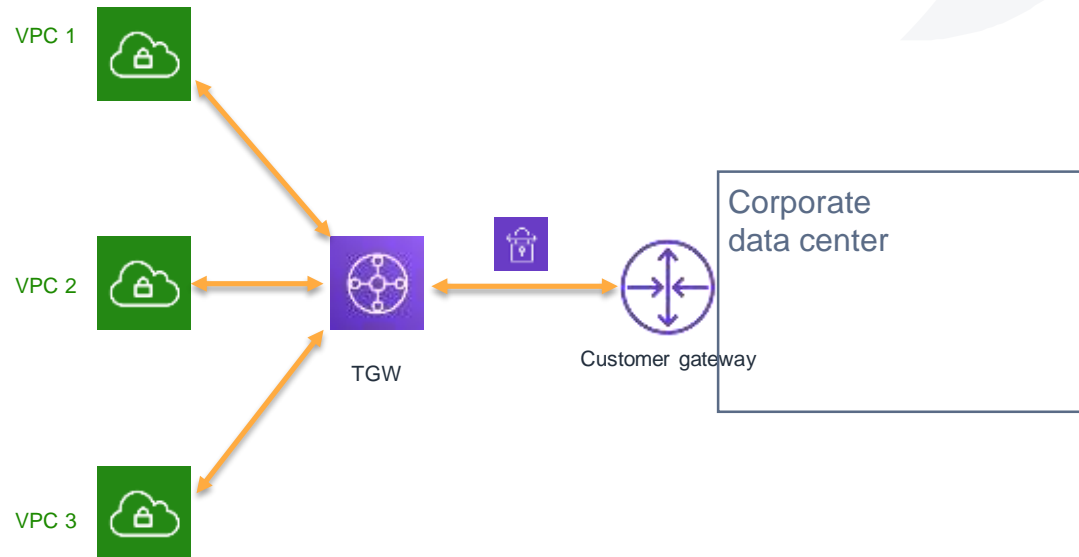 VPC 1
Corporate
data center
VPC 2
Customer gateway
TGW
VPC 3